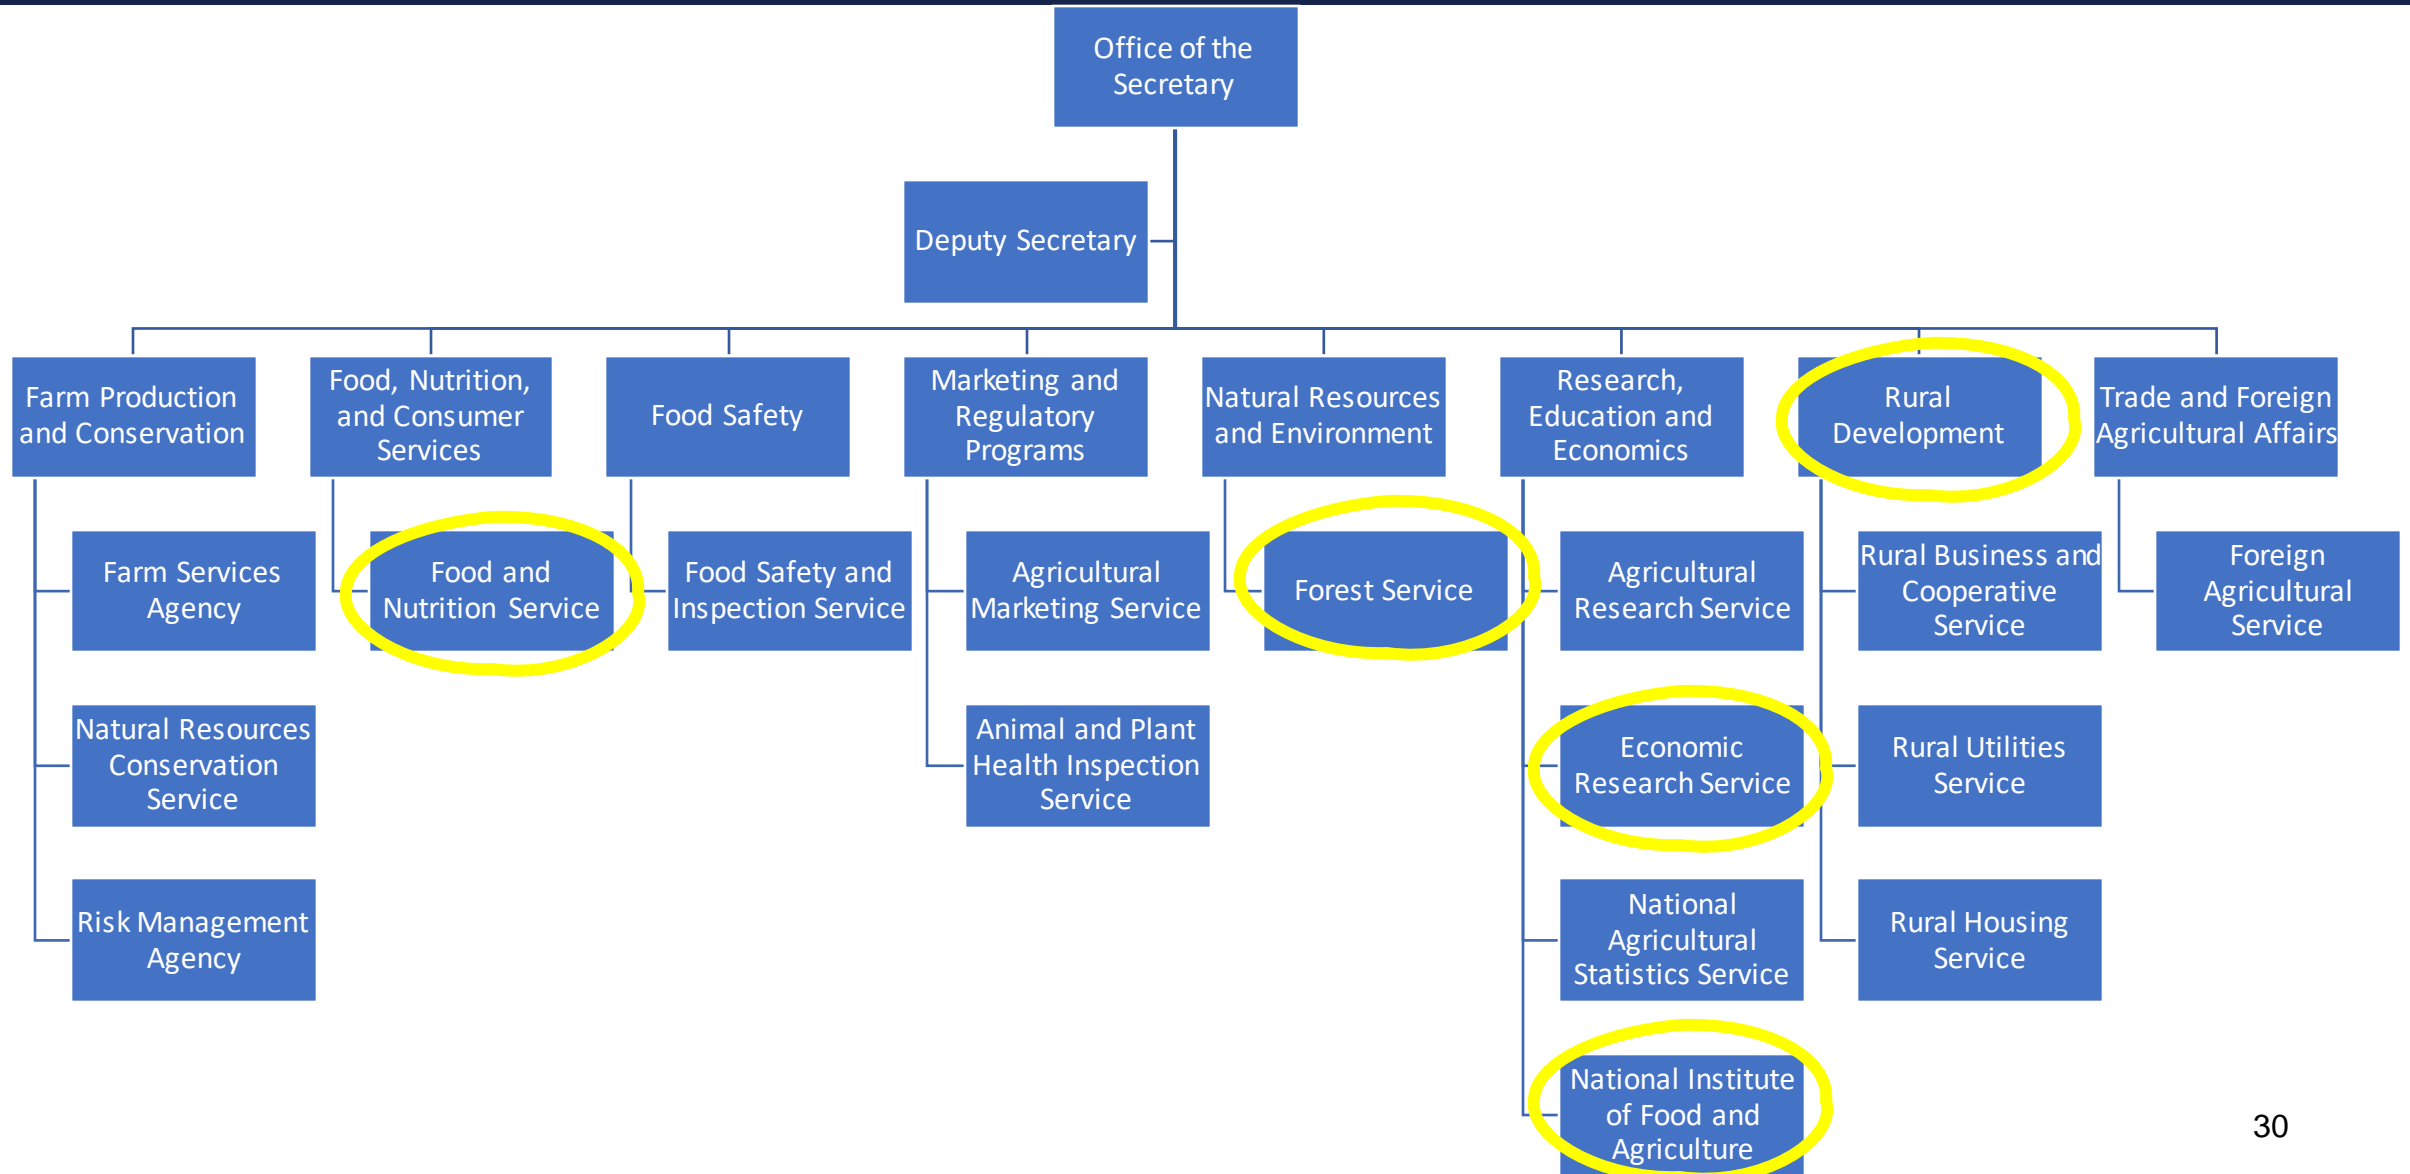 Office of the
Secretary
Deputy Secretary
Farm Production
and Conservation
Food, Nutrition,
and Consumer
Services
Food Safety
Marketing and
Regulatory
Programs
Natural Resources
and Environment
Research,
Education and
Economics
Rural
Development
Trade and Foreign
Agricultural Affairs
Farm Services
Agency
Food and
Nutrition Service
Food Safety and
Inspection Service
Agricultural
Marketing Service
Forest Service
Agricultural
Research Service
Rural Business and
Cooperative
Service
Foreign
Agricultural
Service
Natural Resources
Conservation
Service
Animal and Plant
Health Inspection
Service
Economic
Research Service
Rural Utilities
Service
Risk Management
Agency
National
Agricultural
Statistics Service
Rural Housing
Service
National Institute
of Food and
Agriculture
30